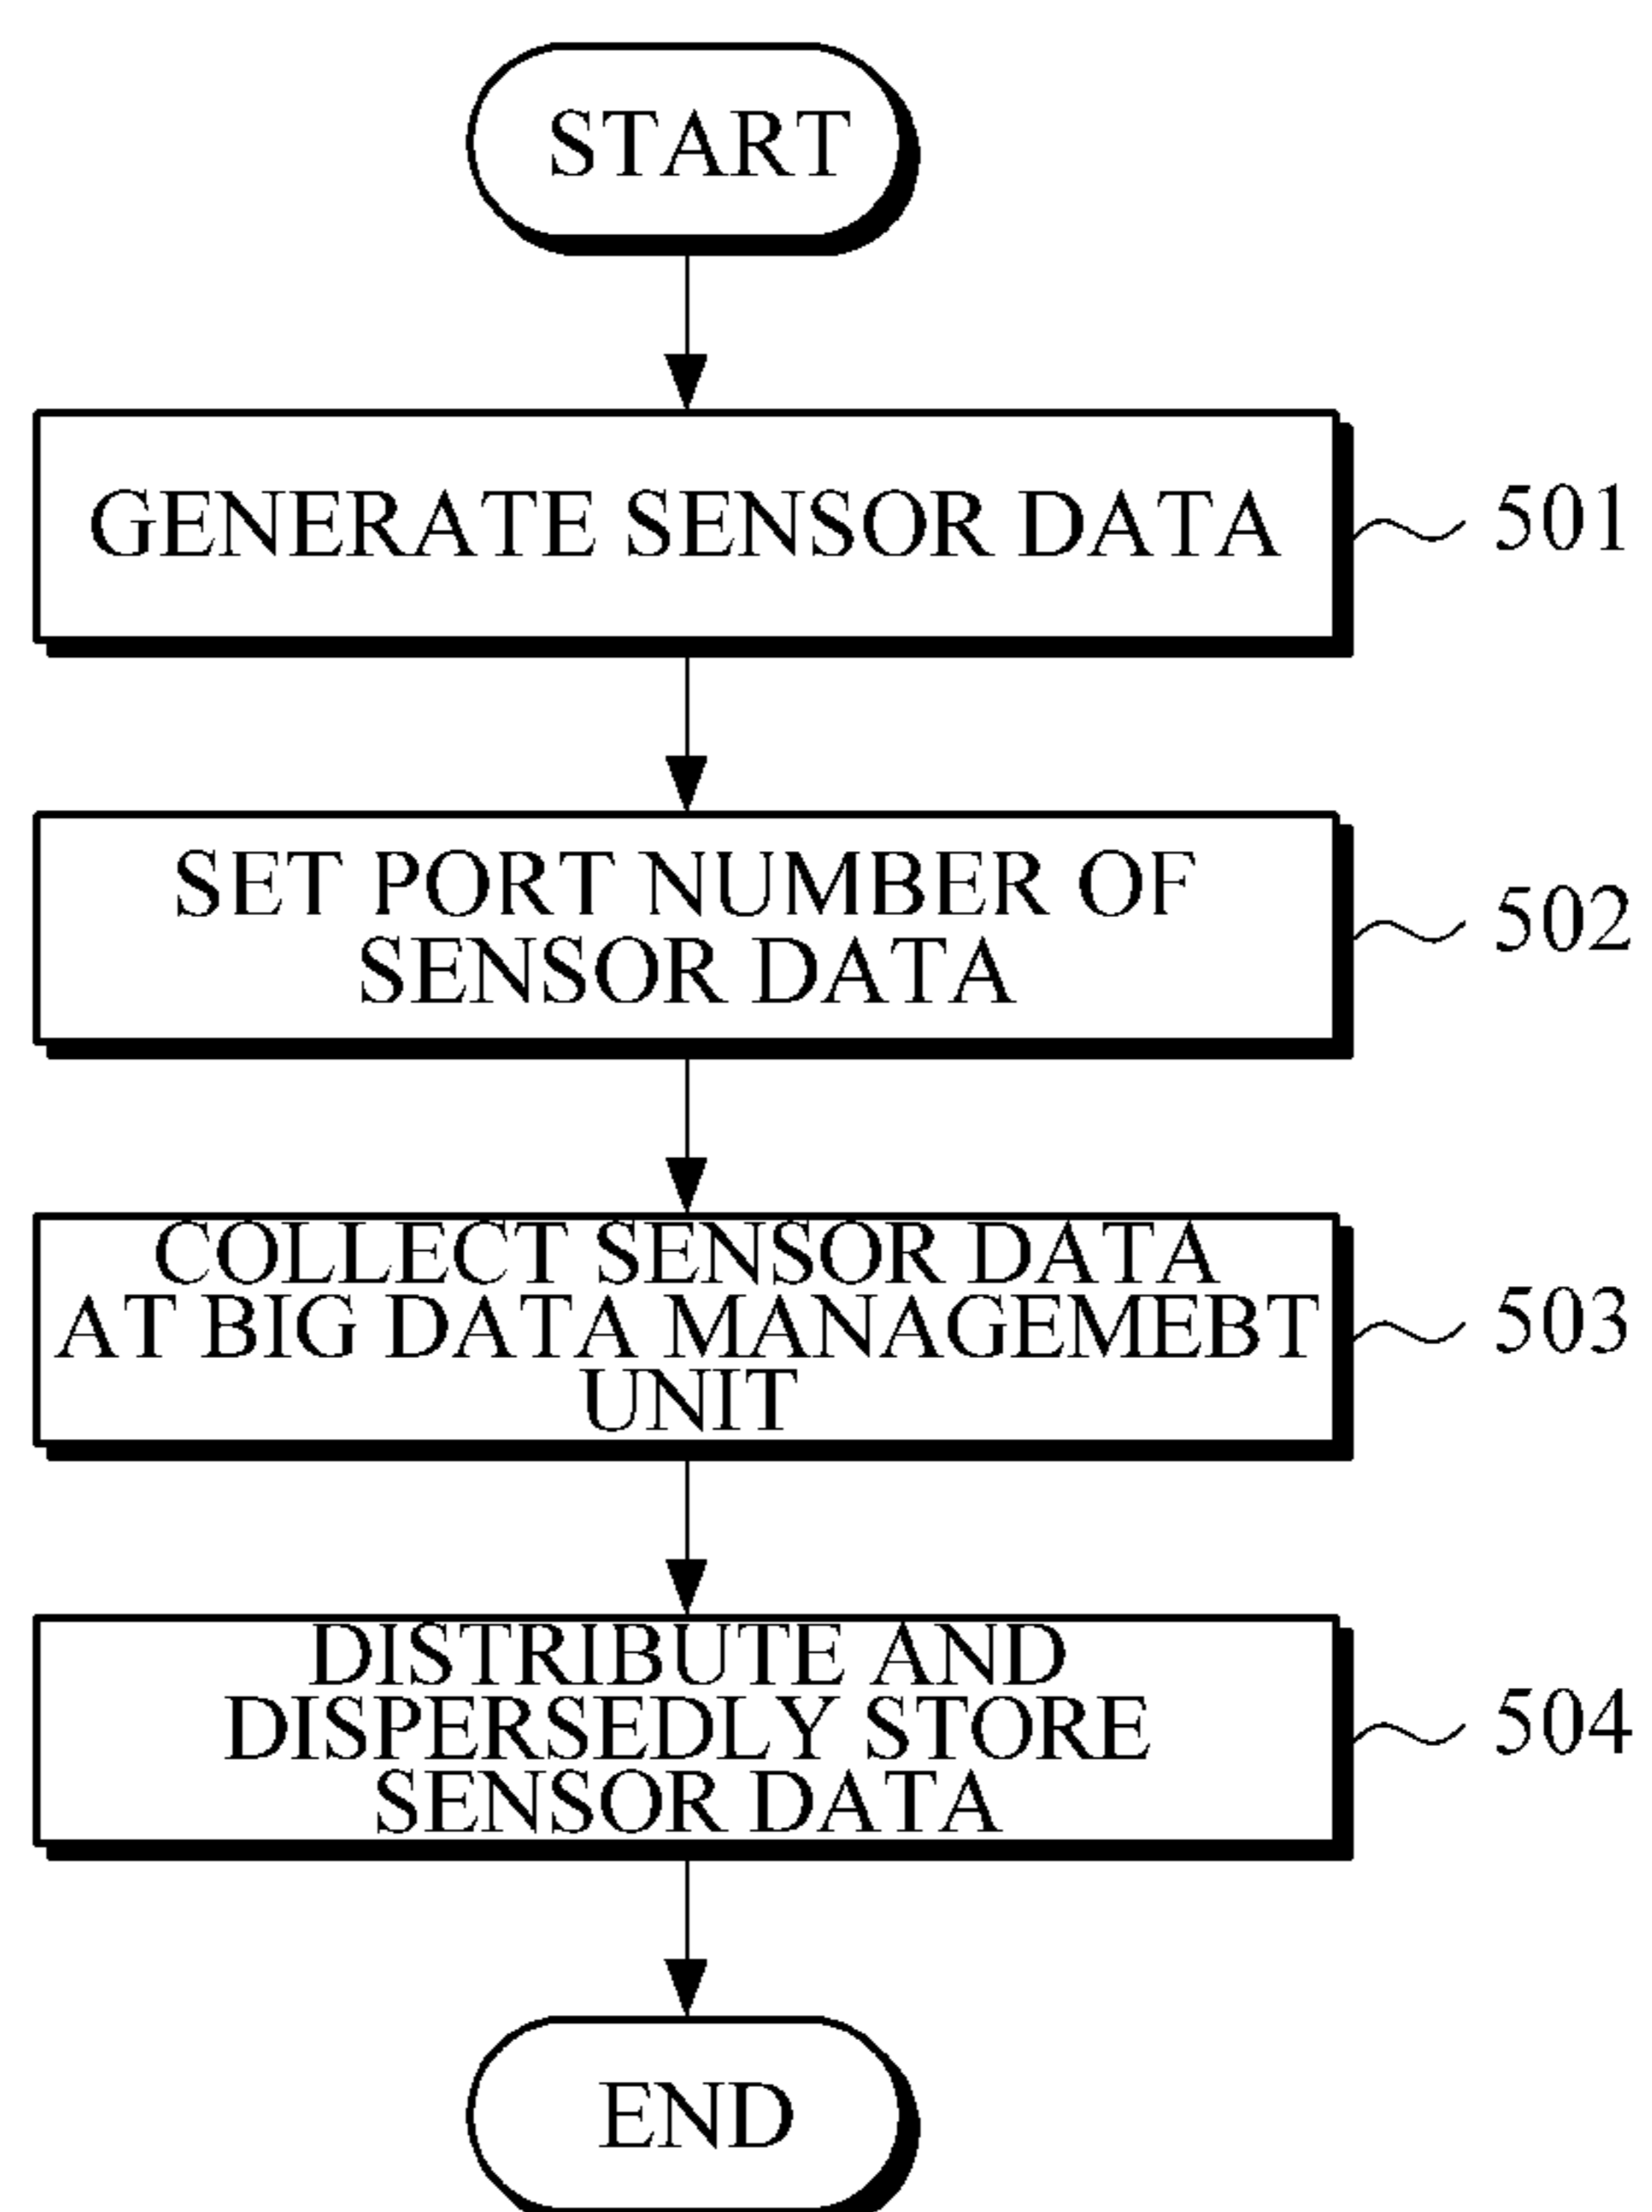 START
GENERATE SENSOR DATA
501
SET PORT NUMBER OF
SENSOR DATA
502
COLLECT SENSOR DATA
AT BIG DATA MANAGEMEBT
UNIT
503
DISTRIBUTE AND
DISPERSEDLY STORE
SENSOR DATA
504
END